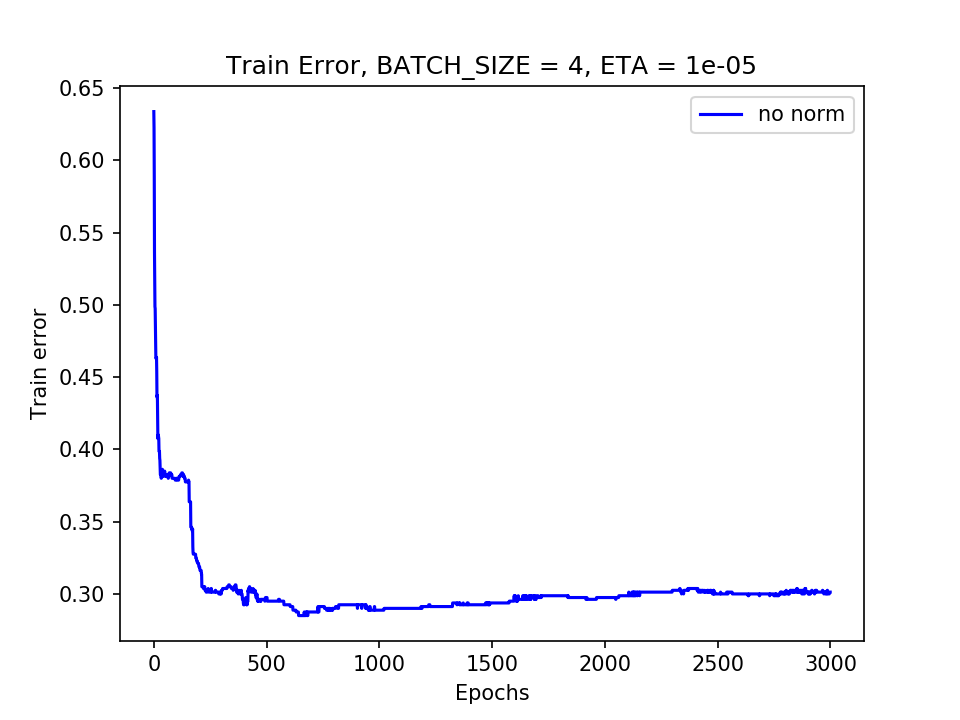 Train Error, BATCH_SIZE = 4, ETA = 1e-05
no norm
0.65
0.60
0.55
0.50
0.45
0.40
0.35
0.30
Train error
0 500 1000 1500 2000 2500 3000
Epochs